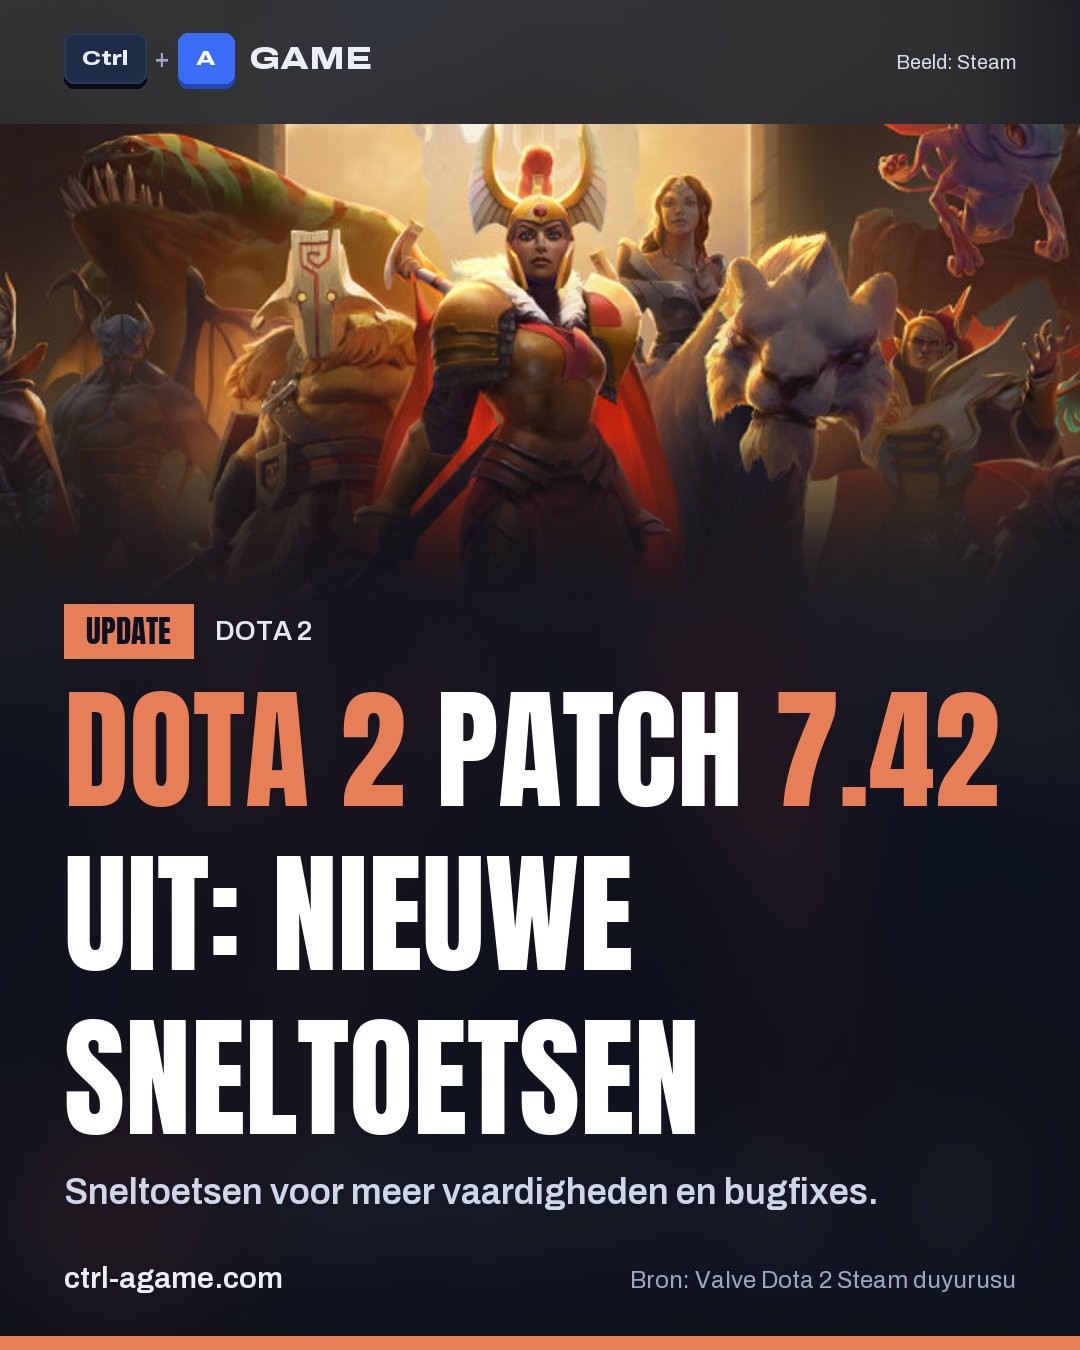 Ctrl + A GAME
Beeld: Steam
UPDATE DOTA 2
DOTA 2 PATCH 7.42
UIT: NIEUWE
SNELTOETSEN
Sneltoetsen voor meer vaardigheden en bugfixes.
ctrl-agame.com
Bron: Valve Dota 2 Steam duyurusu